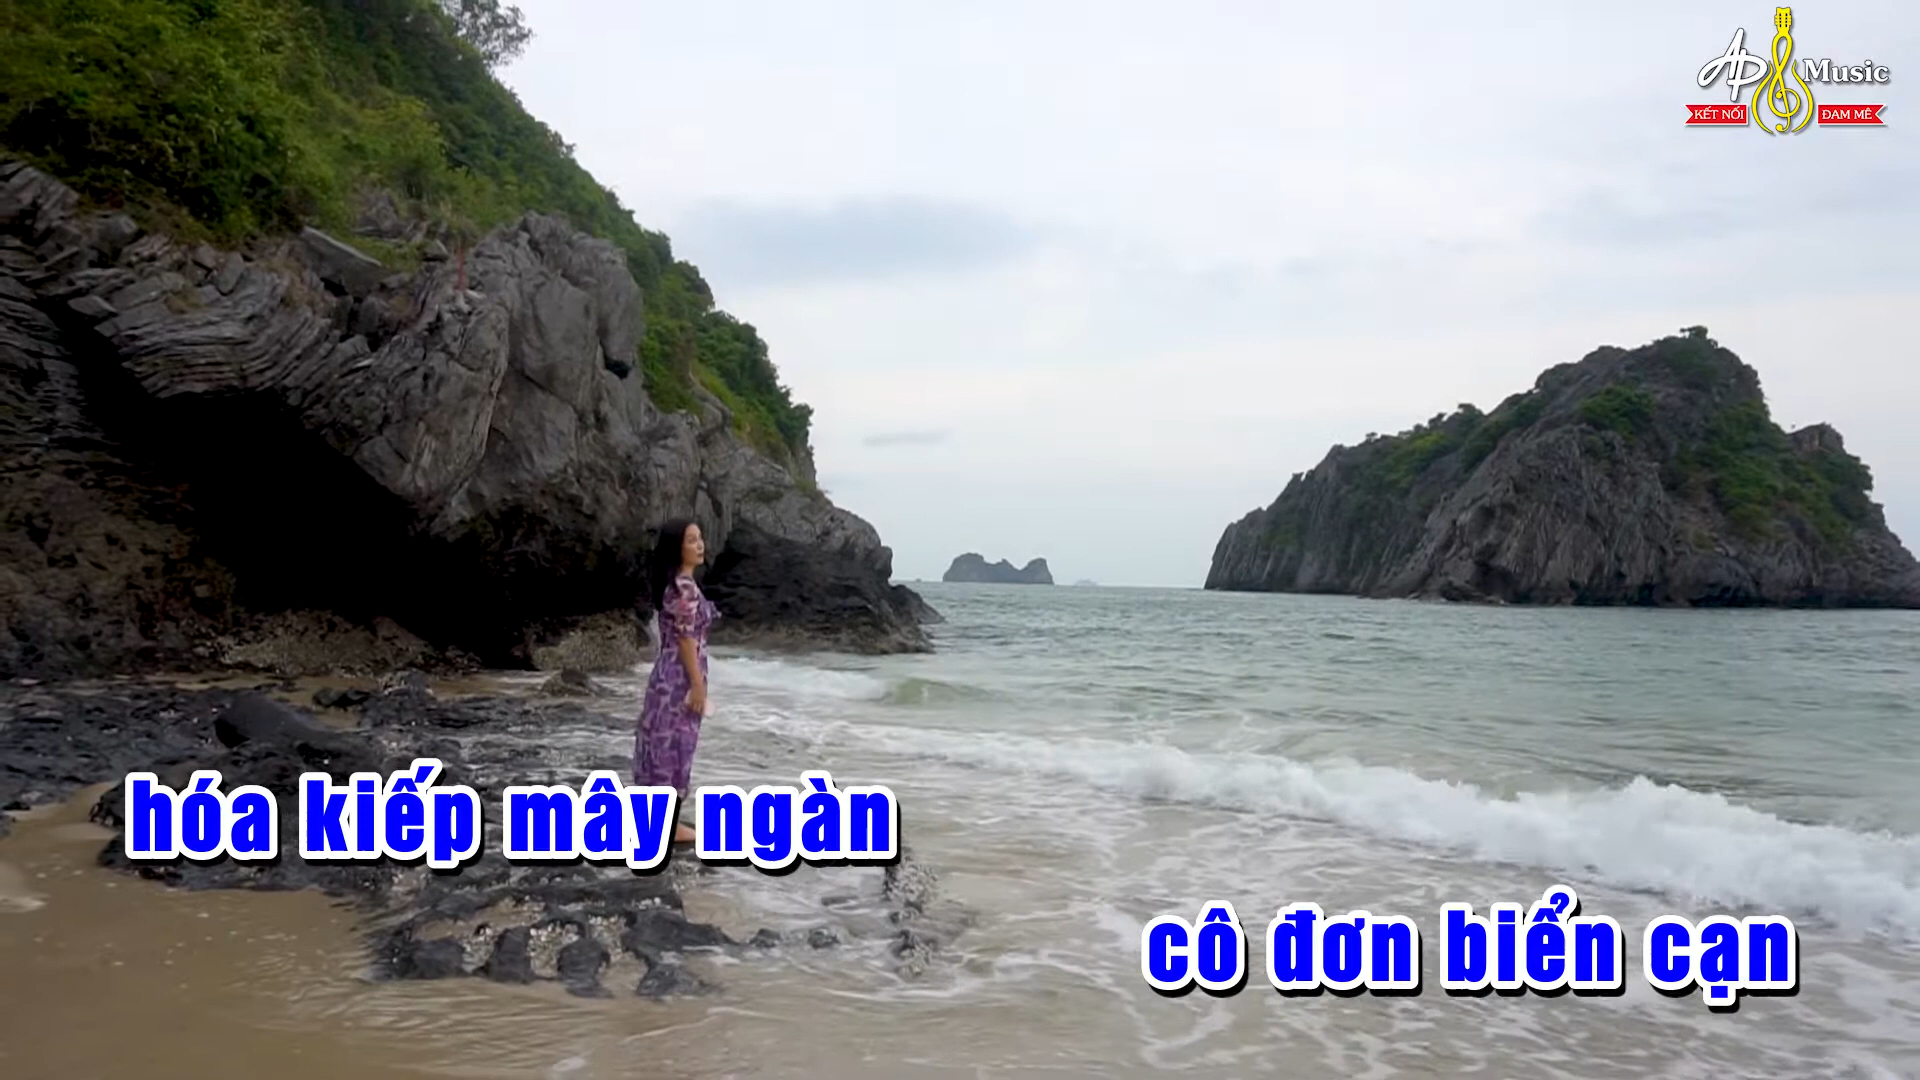 AP Music
KẾT NỐI ĐAM MÊ
hóa kiếp mây ngàn
cô đơn biển cạn